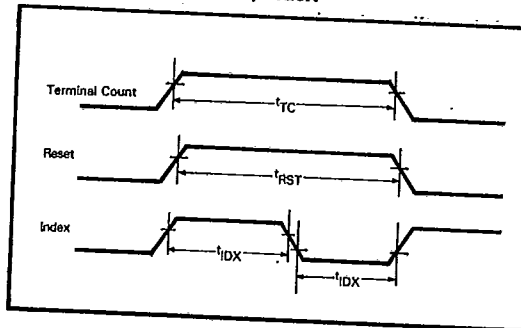 Terminal Count
tTC
Reset
tRST
Index
tIDX
tIDX